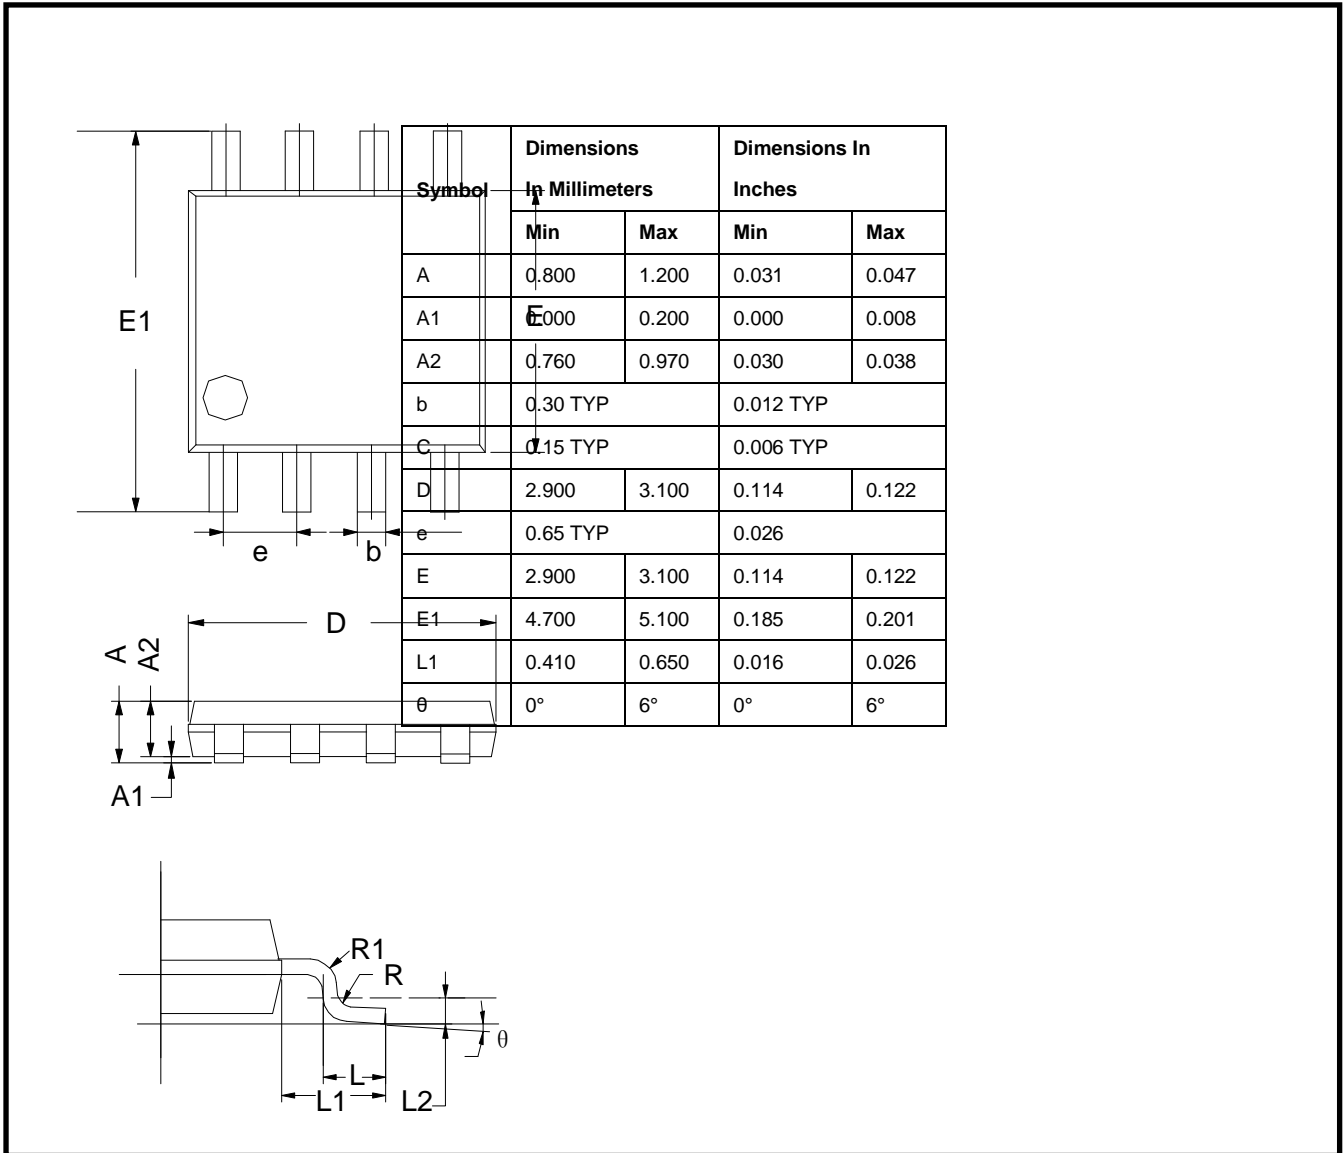 Symbol Dimensions In Millimeters Dimensions In Inches
Min Max Min Max
A 0.800 1.200 0.031 0.047
A1 0.000 0.200 0.000 0.008
A2 0.760 0.970 0.030 0.038
b 0.30 TYP 0.012 TYP
C 0.15 TYP 0.006 TYP
D 2.900 3.100 0.114 0.122
e 0.65 TYP 0.026
E 2.900 3.100 0.114 0.122
E1 4.700 5.100 0.185 0.201
L1 0.410 0.650 0.016 0.026
θ 0° 6° 0° 6°
E1
E
e b
D
A A2
A1
R1
R
θ
L
L1 L2